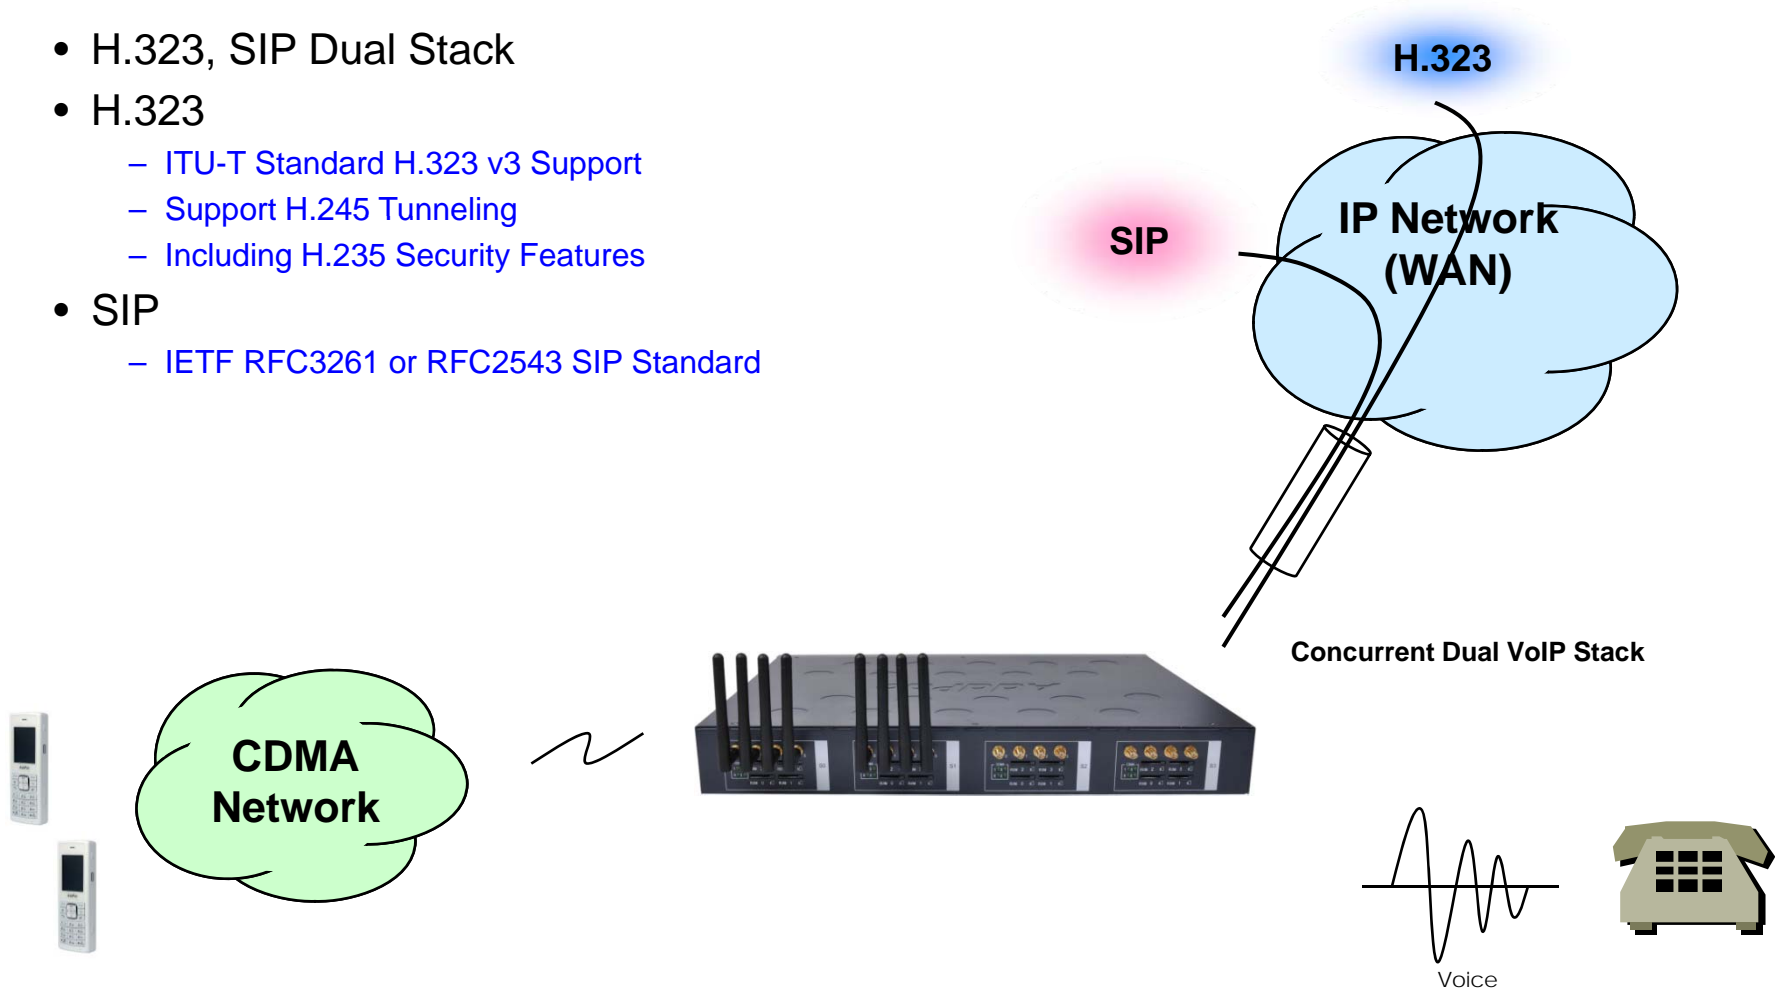 • H.323, SIP Dual Stack
• H.323
– ITU-T Standard H.323 v3 Support
– Support H.245 Tunneling
– Including H.235 Security Features
• SIP
– IETF RFC3261 or RFC2543 SIP Standard
H.323
SIP
IP Network
(WAN)
Concurrent Dual VoIP Stack
CDMA
Network
Voice